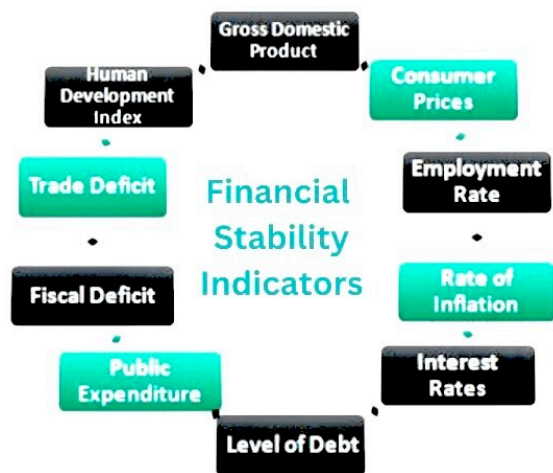 Gross Domestic
Product
Consumer
Prices
Employment
Rate
Rate of
Inflation
Interest
Rates
Level of Debt
Public
Expenditure
Fiscal Deficit
Trade Deficit
Human
Development
Index
Financial
Stability
Indicators